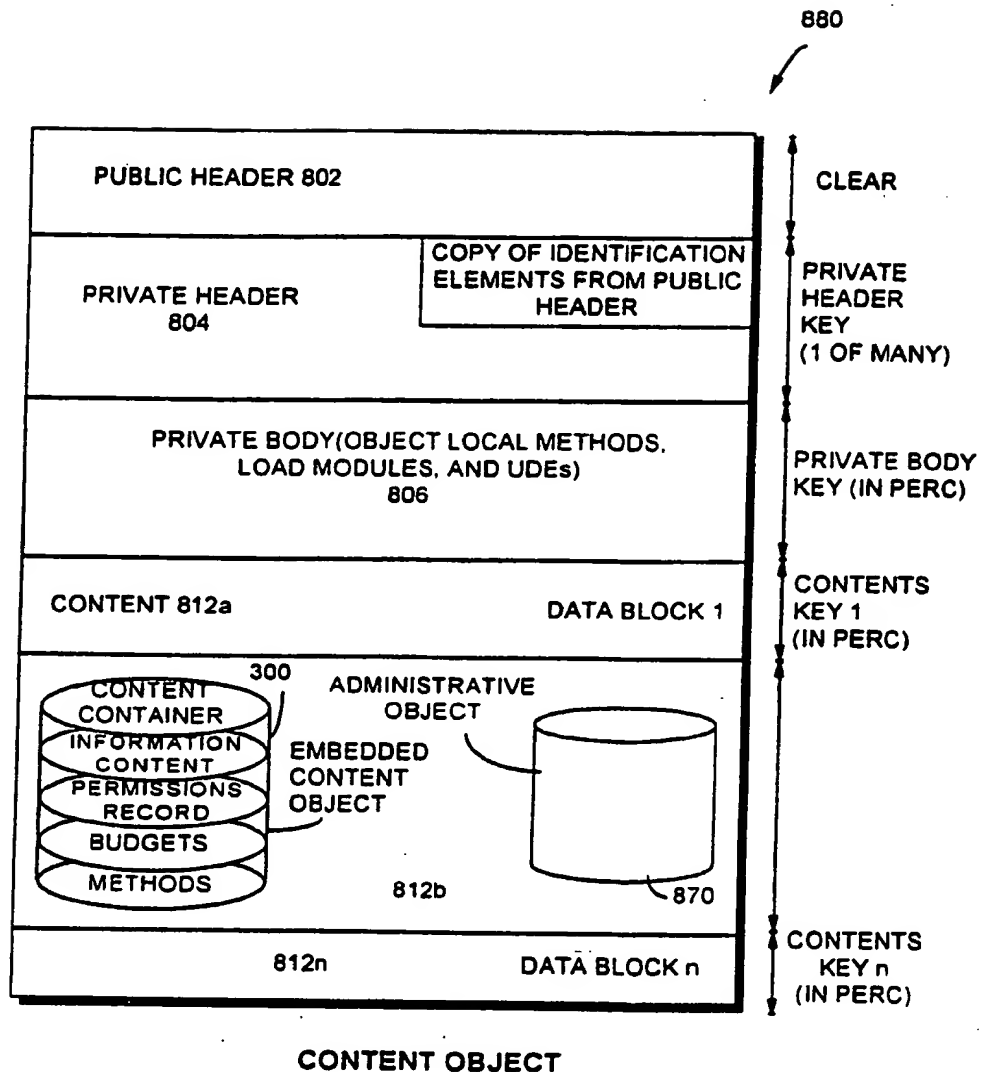 880
PUBLIC HEADER 802
CLEAR
PRIVATE HEADER
804
COPY OF IDENTIFICATION
ELEMENTS FROM PUBLIC
HEADER
PRIVATE
HEADER
KEY
(1 OF MANY)
PRIVATE BODY(OBJECT LOCAL METHODS,
LOAD MODULES, AND UDEs)
806
PRIVATE BODY
KEY (IN PERC)
CONTENT 812a
DATA BLOCK 1
CONTENTS
KEY 1
(IN PERC)
CONTENT
CONTAINER
INFORMATION
CONTENT
PERMISSIONS
RECORD
BUDGETS
METHODS
300
EMBEDDED
CONTENT
OBJECT
ADMINISTRATIVE
OBJECT
812b
870
812n
DATA BLOCK n
CONTENTS
KEY n
(IN PERC)
CONTENT OBJECT